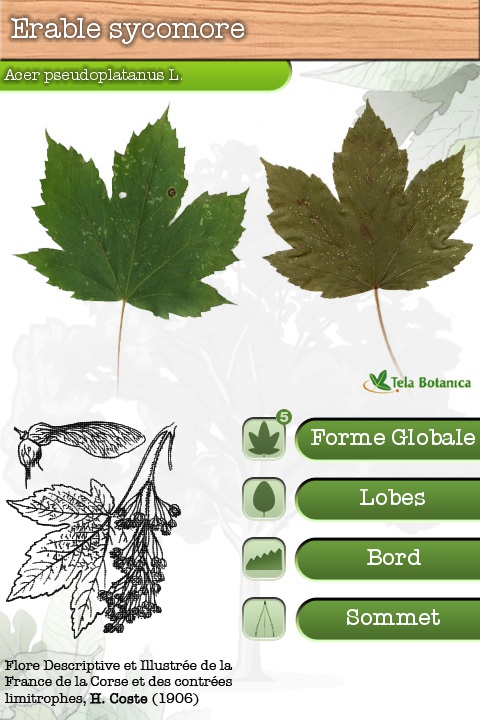 Erable sycomore
Acer pseudoplatanus L.
Tela Botanica
5
Forme Globale
Lobes
Bord
Sommet
Flore Descriptive et Illustrée de la
France de la Corse et des contrées
limitrophes, H. Coste (1906)